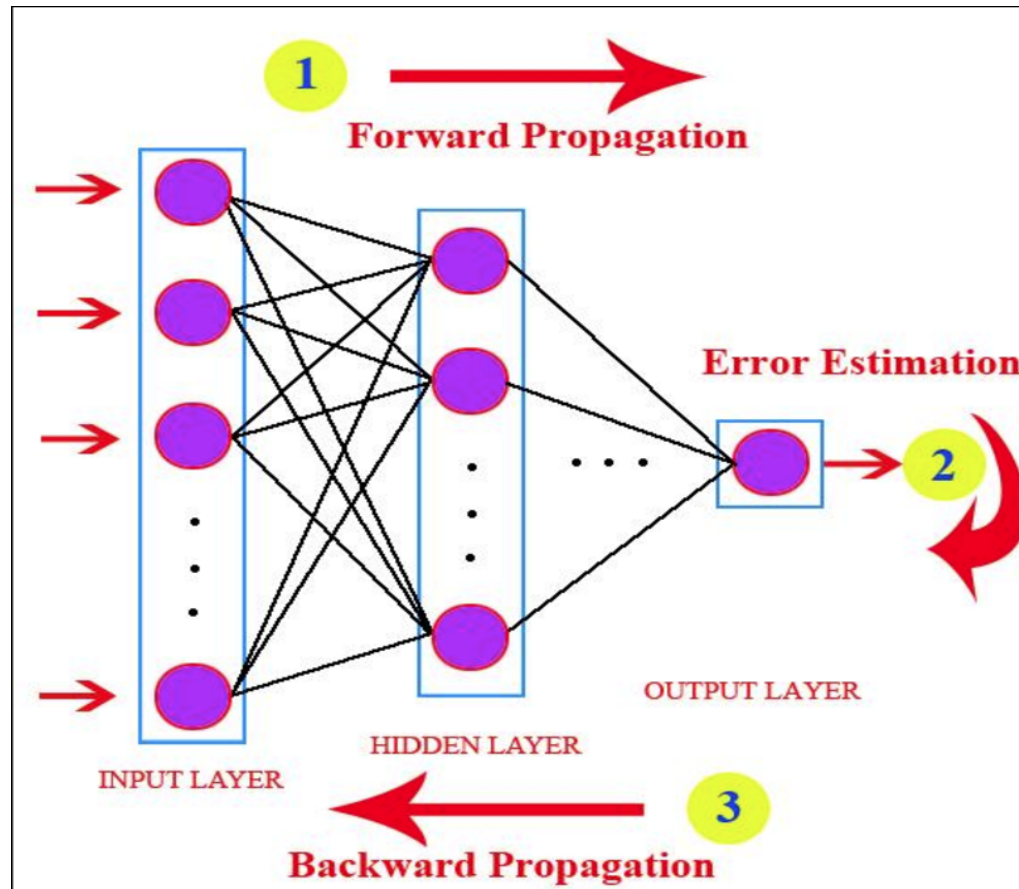 1
Forward Propagation
Error Estimation
2
OUTPUT LAYER
HIDDEN LAYER
INPUT LAYER
3
Backward Propagation